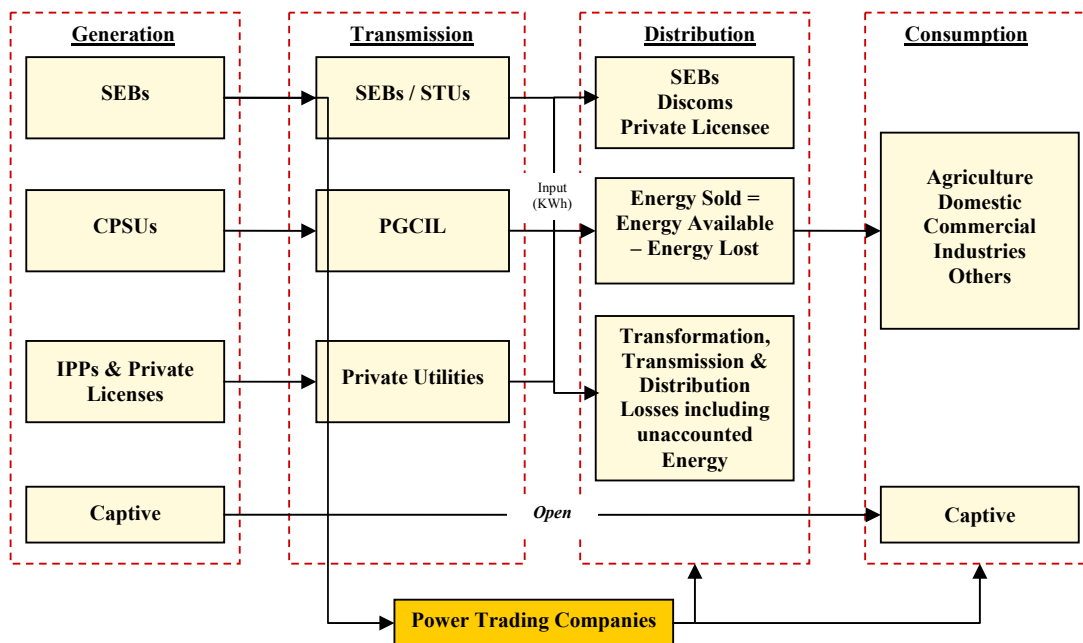 Generation
SEBs
CPSUs
IPPs & Private
Licenses
Captive
Transmission
SEBs / STUs
PGCIL
Private Utilities
Input
(KWh)
Open
Distribution
SEBs
Discoms
Private Licensee
Energy Sold =
Energy Available
– Energy Lost
Transformation,
Transmission &
Distribution
Losses including
unaccounted
Energy
Consumption
Agriculture
Domestic
Commercial
Industries
Others
Captive
Power Trading Companies